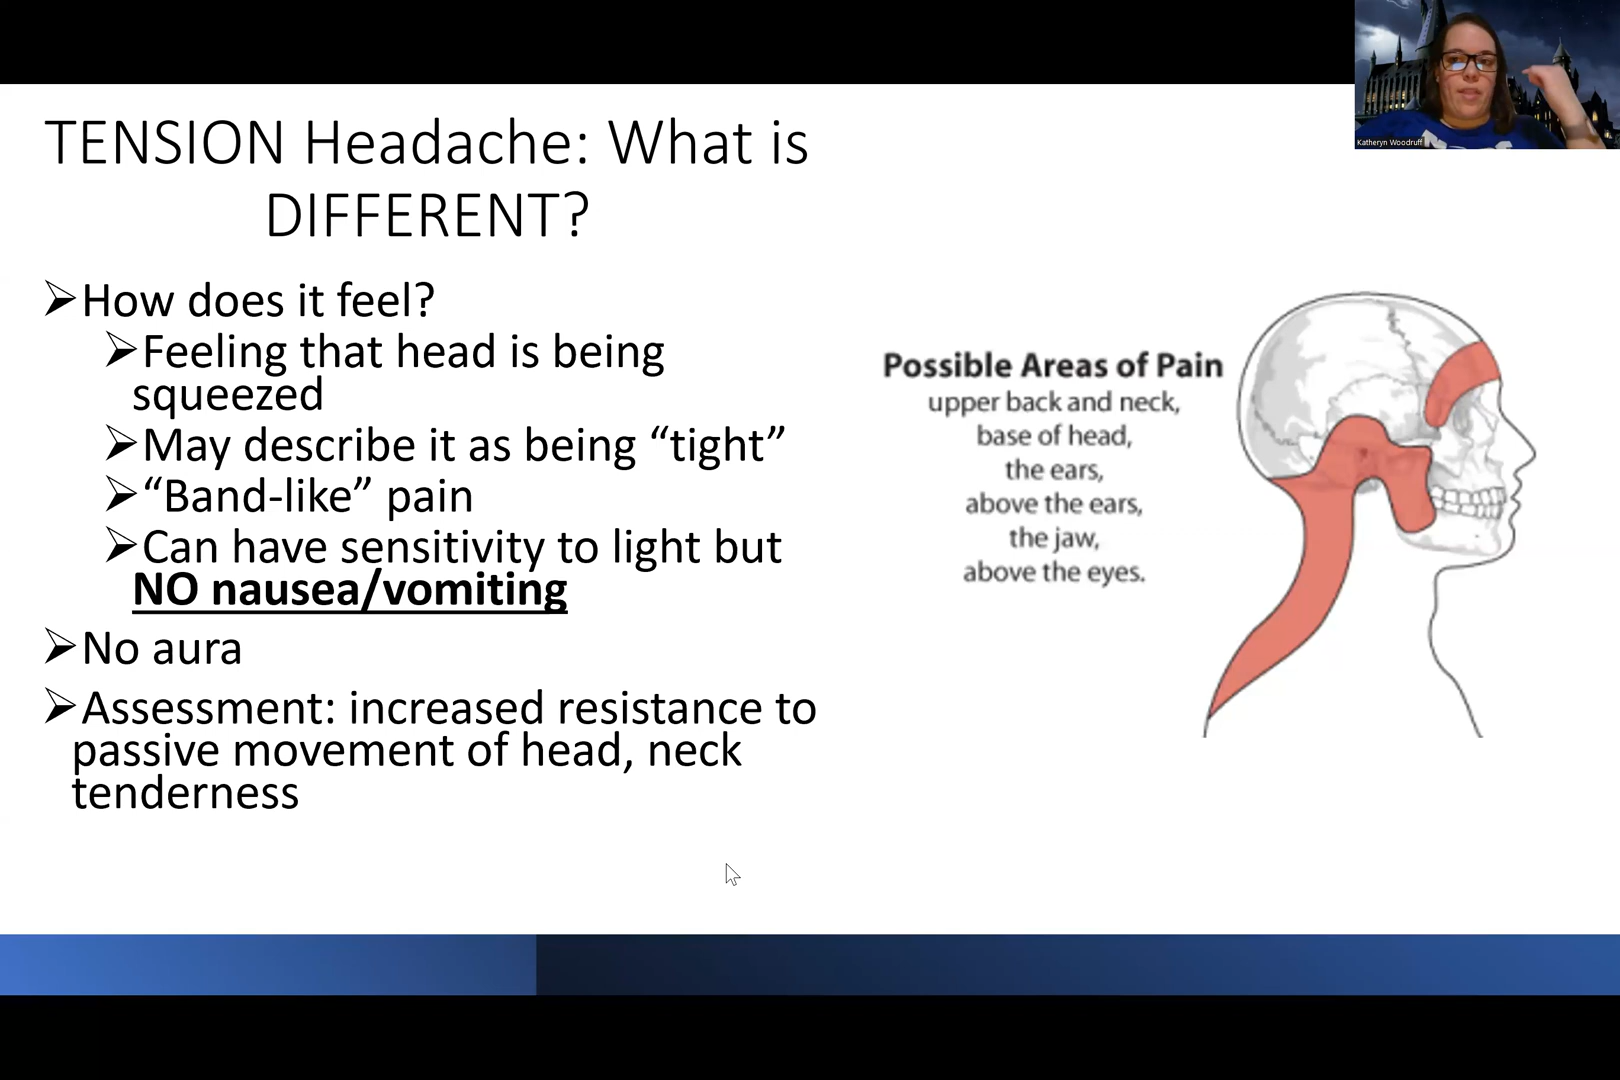 TENSION Headache: What is
DIFFERENT?
➢How does it feel?
➢Feeling that head is being
squeezed
➢May describe it as being “tight”
➢“Band-like” pain
➢Can have sensitivity to light but
NO nausea/vomiting
➢No aura
➢Assessment: increased resistance to
passive movement of head, neck
tenderness
Possible Areas of Pain
upper back and neck,
base of head,
the ears,
above the ears,
the jaw,
above the eyes.
Katheryn Woodruff